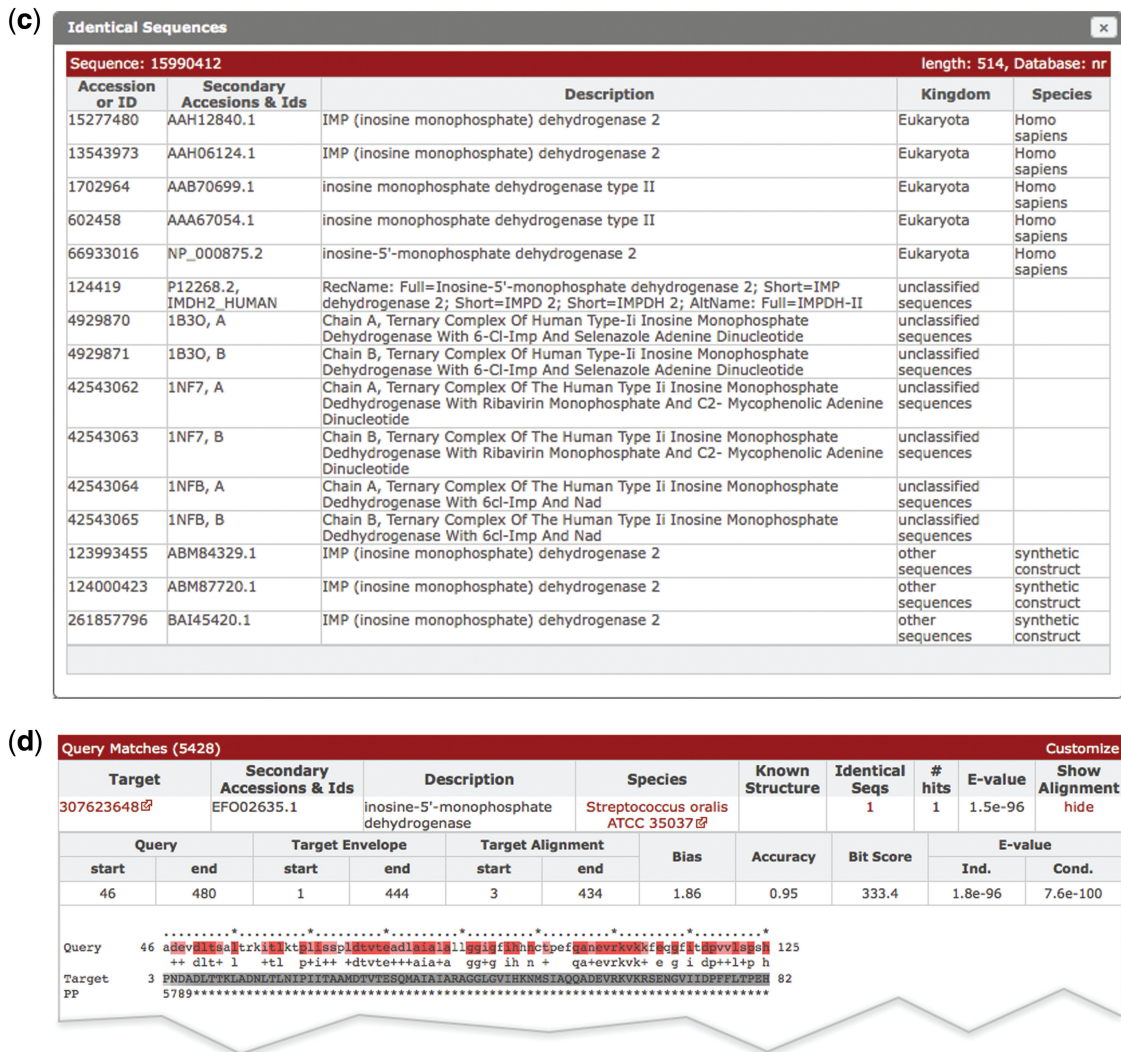 (c)
Identical Sequences
×
Sequence: 15990412 length: 514, Database: nr
Accession or ID Secondary Accesions & Ids Description Kingdom Species
15277480 AAH12840.1 IMP (inosine monophosphate) dehydrogenase 2 Eukaryota Homo sapiens
13543973 AAH06124.1 IMP (inosine monophosphate) dehydrogenase 2 Eukaryota Homo sapiens
1702964 AAB70699.1 inosine monophosphate dehydrogenase type II Eukaryota Homo sapiens
602458 AAA67054.1 inosine monophosphate dehydrogenase type II Eukaryota Homo sapiens
66933016 NP_000875.2 inosine-5'-monophosphate dehydrogenase 2 Eukaryota Homo sapiens
124419 P12268.2, IMDH2_HUMAN RecName: Full=Inosine-5'-monophosphate dehydrogenase 2; Short=IMP dehydrogenase 2; Short=IMPD 2; Short=IMPDH 2; AltName: Full=IMPDH-II unclassified sequences
4929870 1B3O, A Chain A, Ternary Complex Of Human Type-Ii Inosine Monophosphate Dehydrogenase With 6-Cl-Imp And Selenazole Adenine Dinucleotide unclassified sequences
4929871 1B3O, B Chain B, Ternary Complex Of Human Type-Ii Inosine Monophosphate Dehydrogenase With 6-Cl-Imp And Selenazole Adenine Dinucleotide unclassified sequences
42543062 1NF7, A Chain A, Ternary Complex Of The Human Type Ii Inosine Monophosphate Dedhydrogenase With Ribavirin Monophosphate And C2- Mycophenolic Adenine Dinucleotide unclassified sequences
42543063 1NF7, B Chain B, Ternary Complex Of The Human Type Ii Inosine Monophosphate Dedhydrogenase With Ribavirin Monophosphate And C2- Mycophenolic Adenine Dinucleotide unclassified sequences
42543064 1NFB, A Chain A, Ternary Complex Of The Human Type Ii Inosine Monophosphate Dedhydrogenase With 6cl-Imp And Nad unclassified sequences
42543065 1NFB, B Chain B, Ternary Complex Of The Human Type Ii Inosine Monophosphate Dedhydrogenase With 6cl-Imp And Nad unclassified sequences
123993455 ABM84329.1 IMP (inosine monophosphate) dehydrogenase 2 other sequences synthetic construct
124000423 ABM87720.1 IMP (inosine monophosphate) dehydrogenase 2 other sequences synthetic construct
261857796 BAI45420.1 IMP (inosine monophosphate) dehydrogenase 2 other sequences synthetic construct
(d)
Query Matches (5428) Customize
Target Secondary Accessions & Ids Description Species Known Structure Identical Seqs # hits E-value Show Alignment
307623648 EFO02635.1 inosine-5'-monophosphate dehydrogenase Streptococcus oralis ATCC 35037 1 1 1.5e-96 hide
Query Target Envelope Target Alignment Bias Accuracy Bit Score E-value
start end start end start end Ind. Cond.
46 480 1 444 3 434 1.86 0.95 333.4 1.8e-96 7.6e-100
.........*.........*.........*.........*.........*.........*.........*.........*
Query 46 adevdltsaltrkitlktplisspldtvteadlaialallggigfihhnctpefqanevrkvkkfeqgfitdpvvlspsh 125
++ dlt+ l +tl p+i++ +dtvte+++aia+a gg+g ih n + qa+evrkvk+ e g i dp++l+p h
Target 3 PNDADLTTKLADNLTLNIPIITAAMDTVTESQMAIAIARAGGLGVIHKNMSIAQQADEVRKVKRSENGVIIDPFFLTPEH 82
PP 5789****************************************************************************